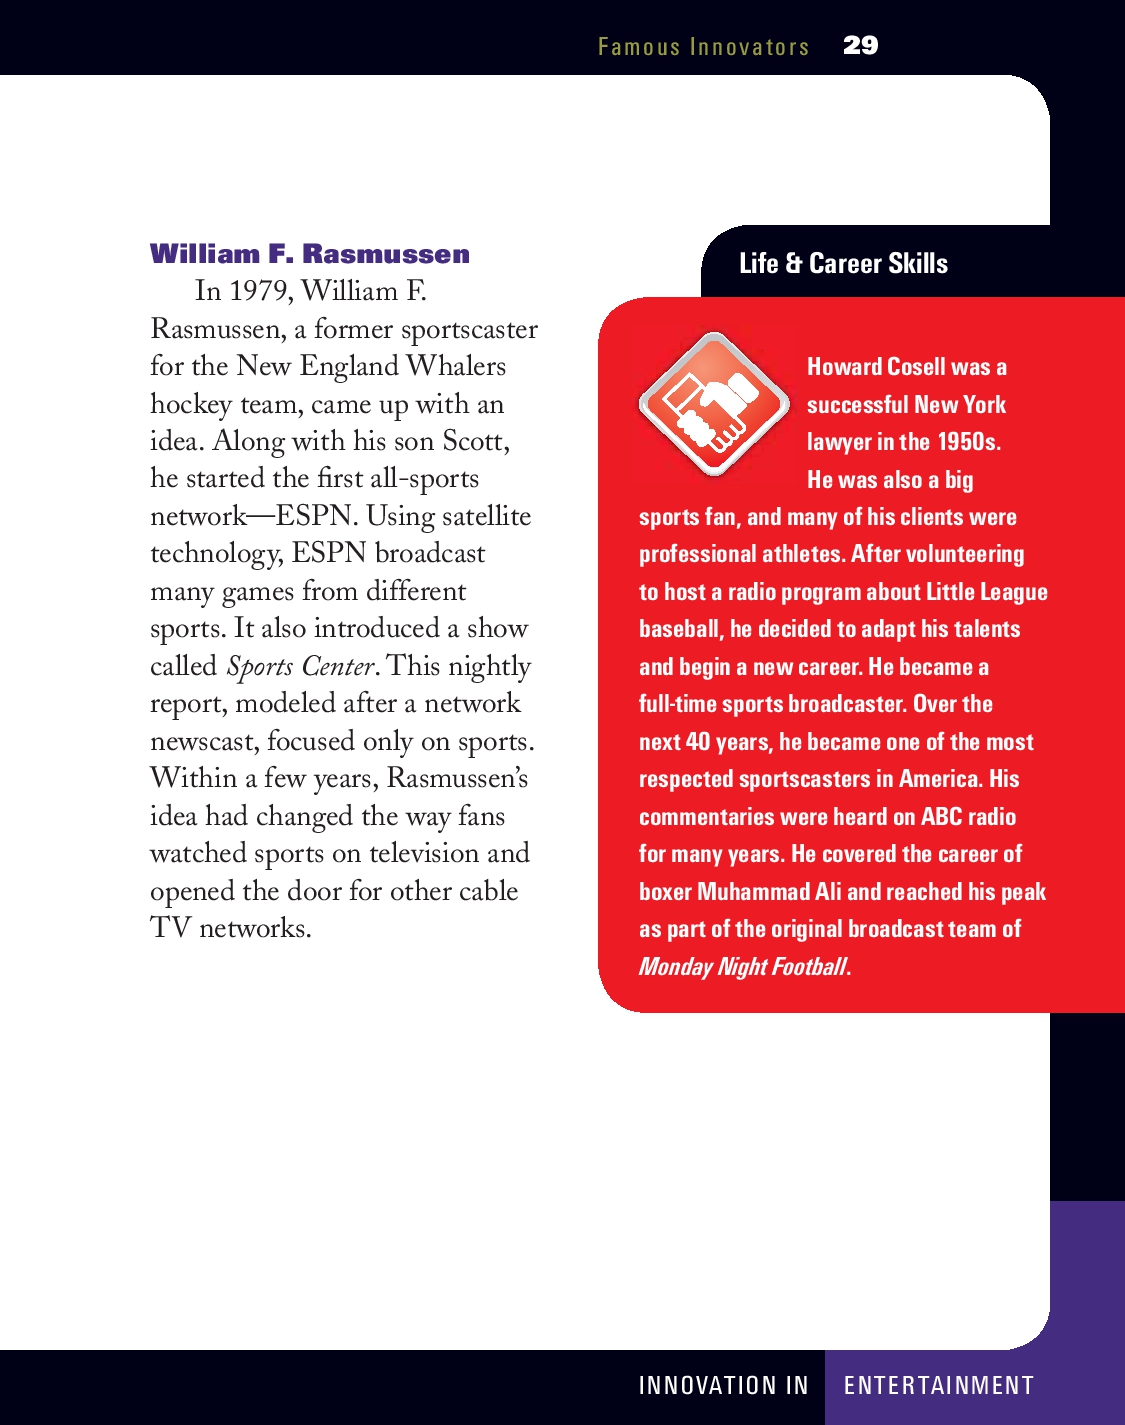 Famous Innovators 29
William F. Rasmussen
In 1979, William F.
Rasmussen, a former sportscaster
for the New England Whalers
hockey team, came up with an
idea. Along with his son Scott,
he started the first all-sports
network—ESPN. Using satellite
technology, ESPN broadcast
many games from different
sports. It also introduced a show
called Sports Center. This nightly
report, modeled after a network
newscast, focused only on sports.
Within a few years, Rasmussen’s
idea had changed the way fans
watched sports on television and
opened the door for other cable
TV networks.
Life & Career Skills
Howard Cosell was a
successful New York
lawyer in the 1950s.
He was also a big
sports fan, and many of his clients were
professional athletes. After volunteering
to host a radio program about Little League
baseball, he decided to adapt his talents
and begin a new career. He became a
full-time sports broadcaster. Over the
next 40 years, he became one of the most
respected sportscasters in America. His
commentaries were heard on ABC radio
for many years. He covered the career of
boxer Muhammad Ali and reached his peak
as part of the original broadcast team of
Monday Night Football.
INNOVATION IN ENTERTAINMENT